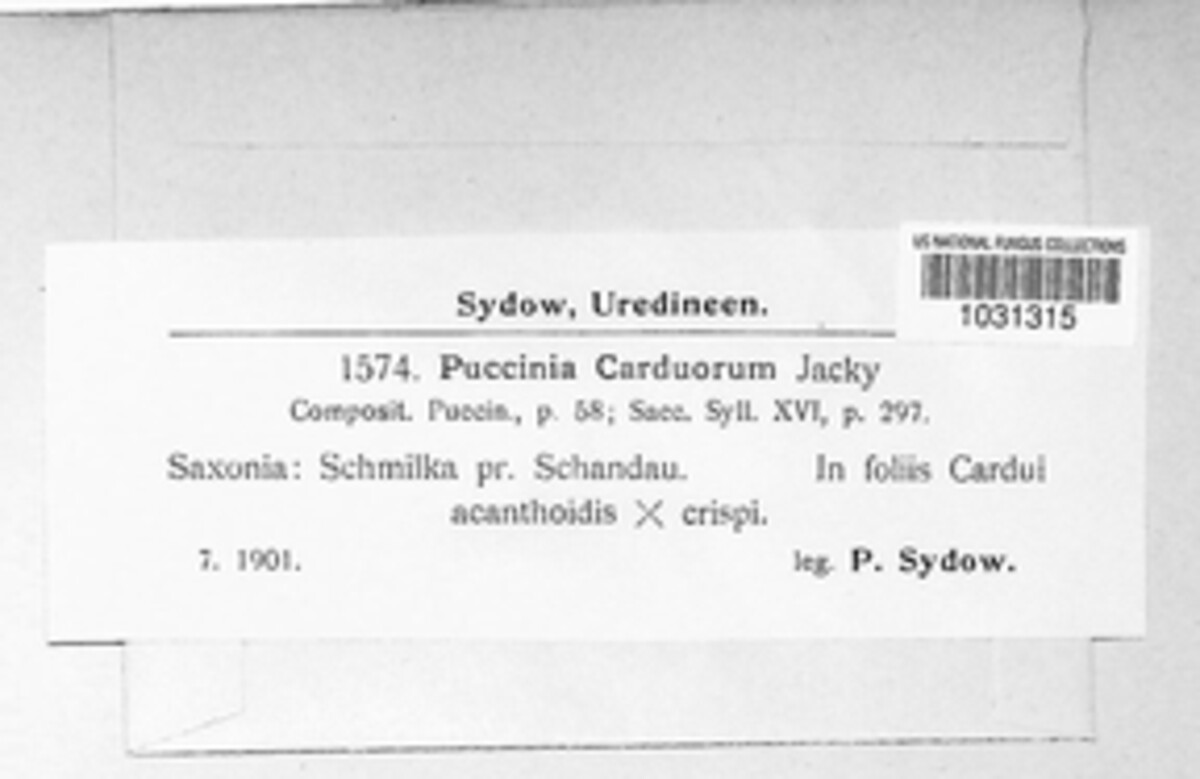 US NATIONAL FUNGUS COLLECTIONS
1031315
Sydow, Uredineen.
1574. Puccinia Carduorum Jacky
Composit. Puccin., p. 58; Sacc. Syll. XVI, p. 297.
Saxonia: Schmilka pr. Schandau. In foliis Cardui
acanthoidis × crispi.
7. 1901. leg. P. Sydow.